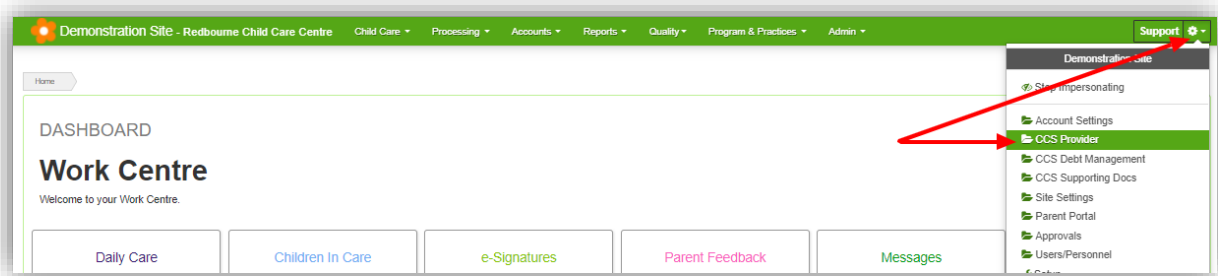 Demonstration Site - Redbourne Child Care Centre Child Care Processing Accounts Reports Quality Program & Practices Admin Support
Demonstration Site
Home
Stop Impersonating
DASHBOARD
Account Settings
CCS Provider
Work Centre
CCS Debt Management
CCS Supporting Docs
Welcome to your Work Centre.
Site Settings
Parent Portal
Approvals
Daily Care Children In Care e-Signatures Parent Feedback Messages
Users/Personnel
Setup